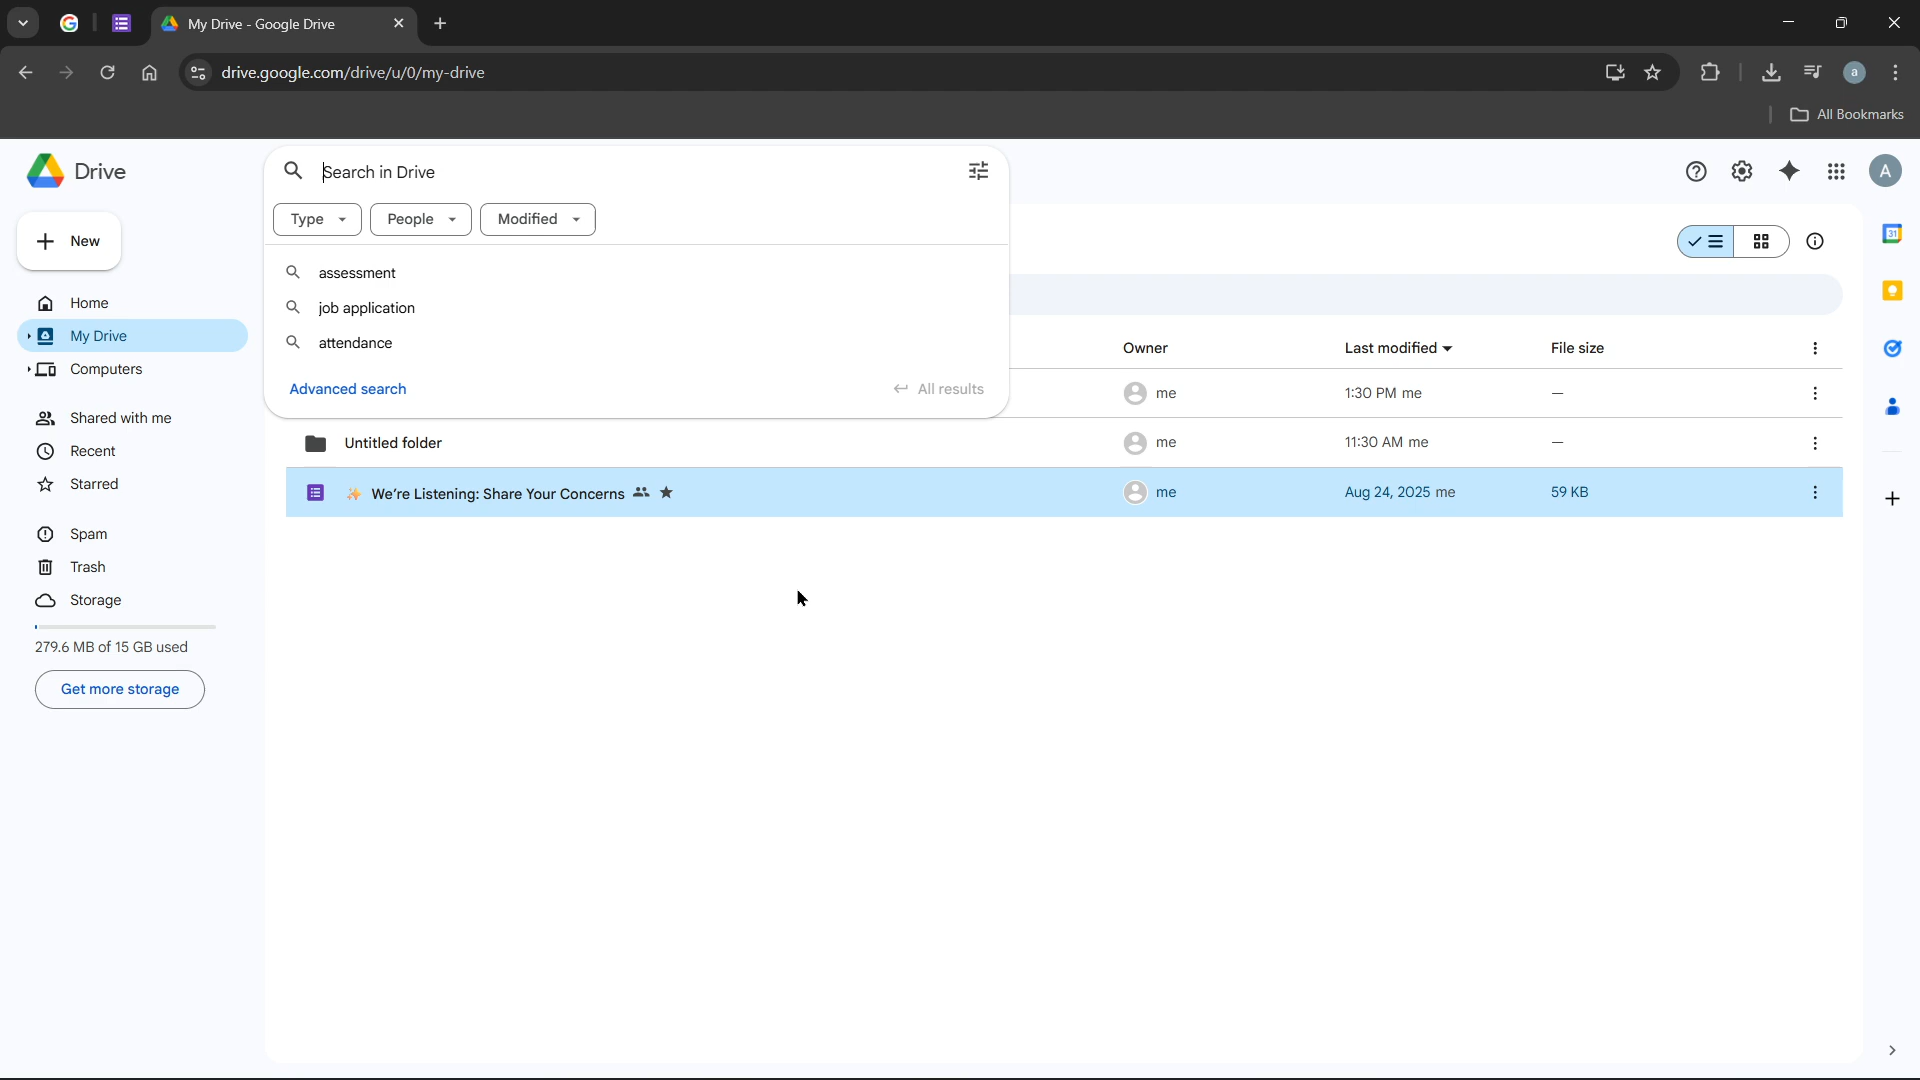 My Drive - Google Drive
drive.google.com/drive/u/0/my-drive
a
All Bookmarks
Drive
Search in Drive
A
Type People Modified
New
31
assessment
Home
job application
My Drive
attendance
Owner Last modified File size
Computers
Advanced search All results
me 1:30 PM me —
Shared with me
Untitled folder me 11:30 AM me —
Recent
Starred
✨ We're Listening: Share Your Concerns me Aug 24, 2025 me 59 KB
Spam
Trash
Storage
279.6 MB of 15 GB used
Get more storage